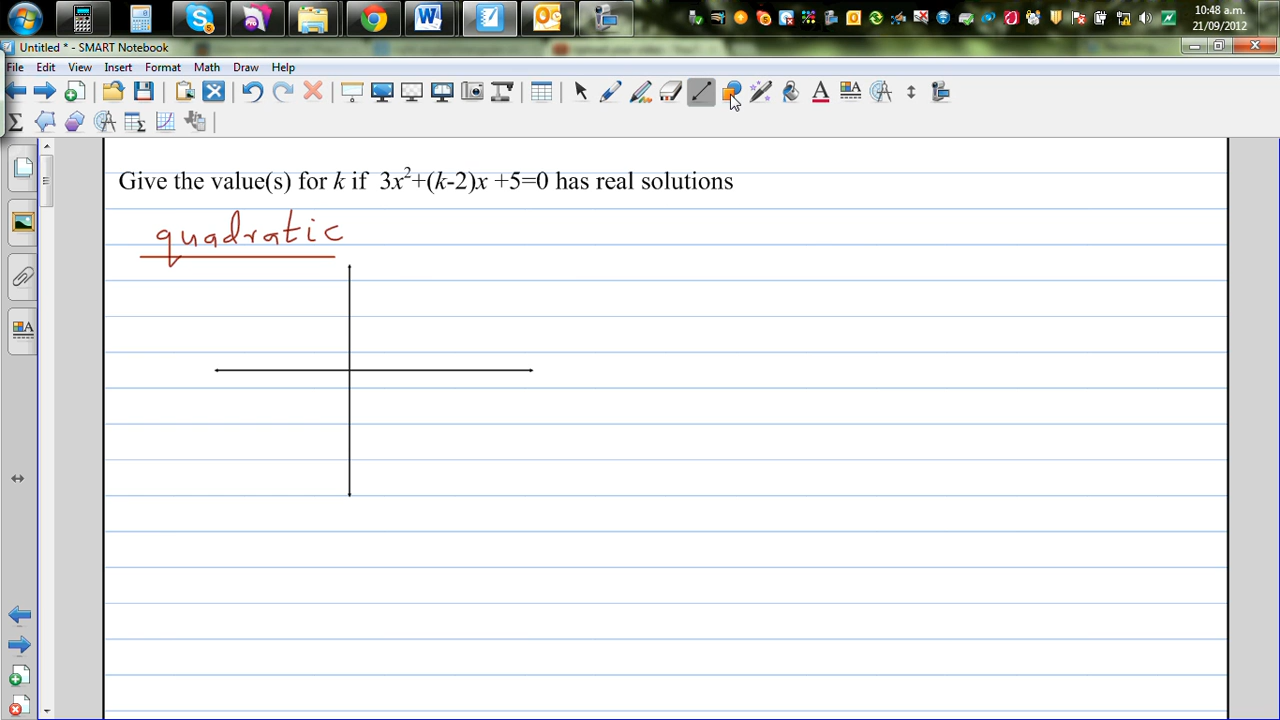 10:48 a.m.
21/09/2012
Untitled * - SMART Notebook
File Edit View Insert Format Math Draw Help
Give the value(s) for k if 3x²+(k-2)x +5=0 has real solutions
quadratic